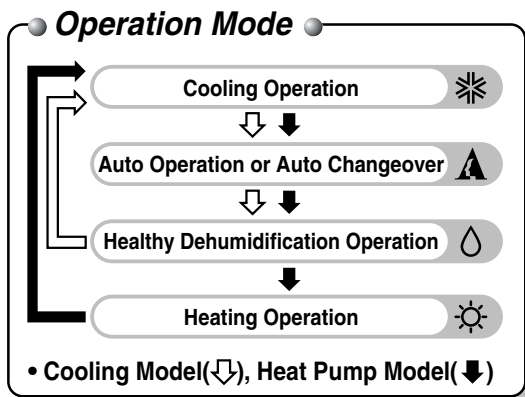 Operation Mode
Cooling Operation
Auto Operation or Auto Changeover
Healthy Dehumidification Operation
Heating Operation
• Cooling Model(⇩), Heat Pump Model(⬇)